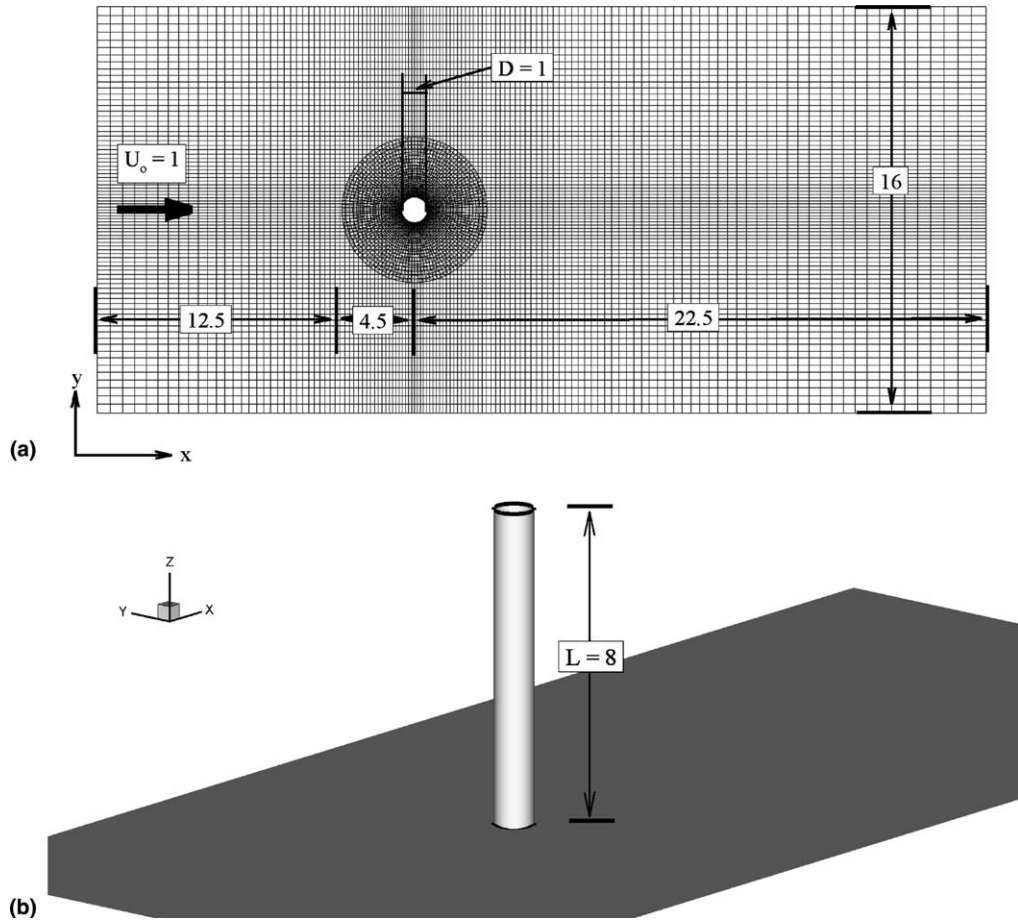 D = 1
U₀ = 1
16
12.5
4.5
22.5
y
x
(a)
Z
Y
X
L = 8
(b)